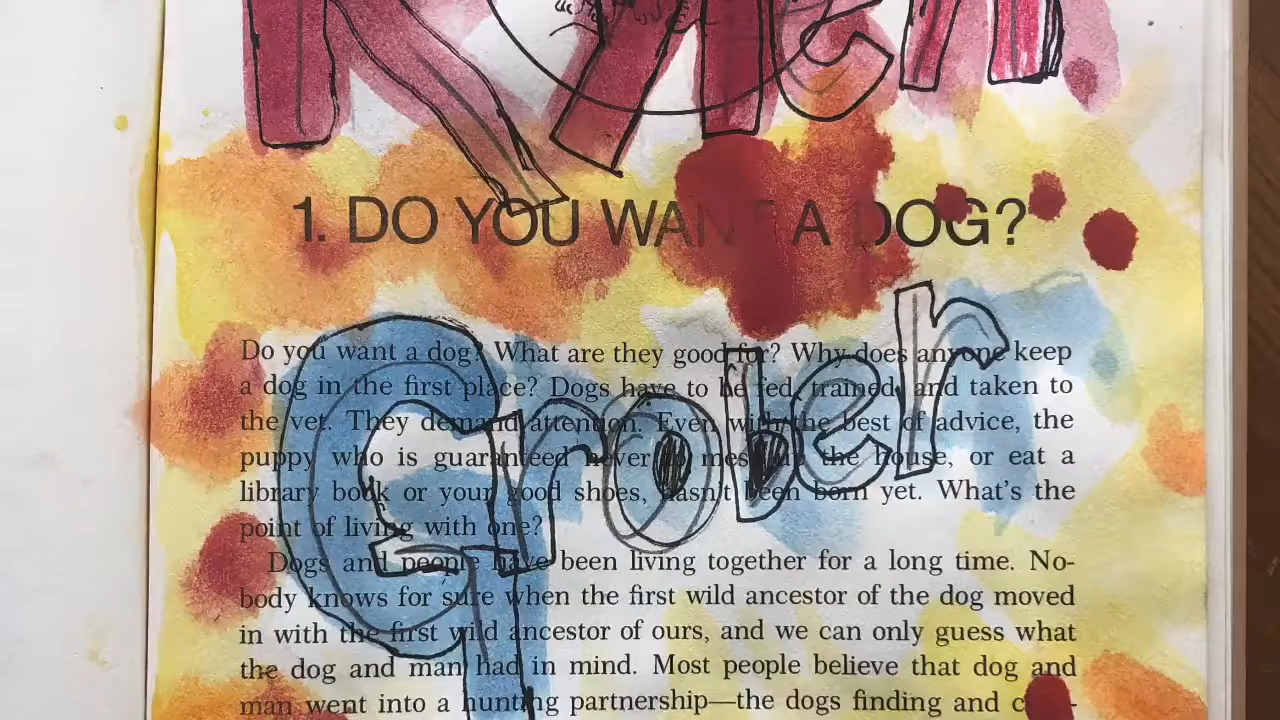 1. DO YOU WANT A DOG?
Grober
Do you want a dog? What are they good for? Why does anyone keep
a dog in the first place? Dogs have to be fed, trained, and taken to
the vet. They demand attention. Even with the best of advice, the
puppy who is guaranteed never to mess up the house, or eat a
library book or your good shoes, hasn't been born yet. What's the
point of living with one?
Dogs and people have been living together for a long time. No-
body knows for sure when the first wild ancestor of the dog moved
in with the first wild ancestor of ours, and we can only guess what
the dog and man had in mind. Most people believe that dog and
man went into a hunting partnership—the dogs finding and